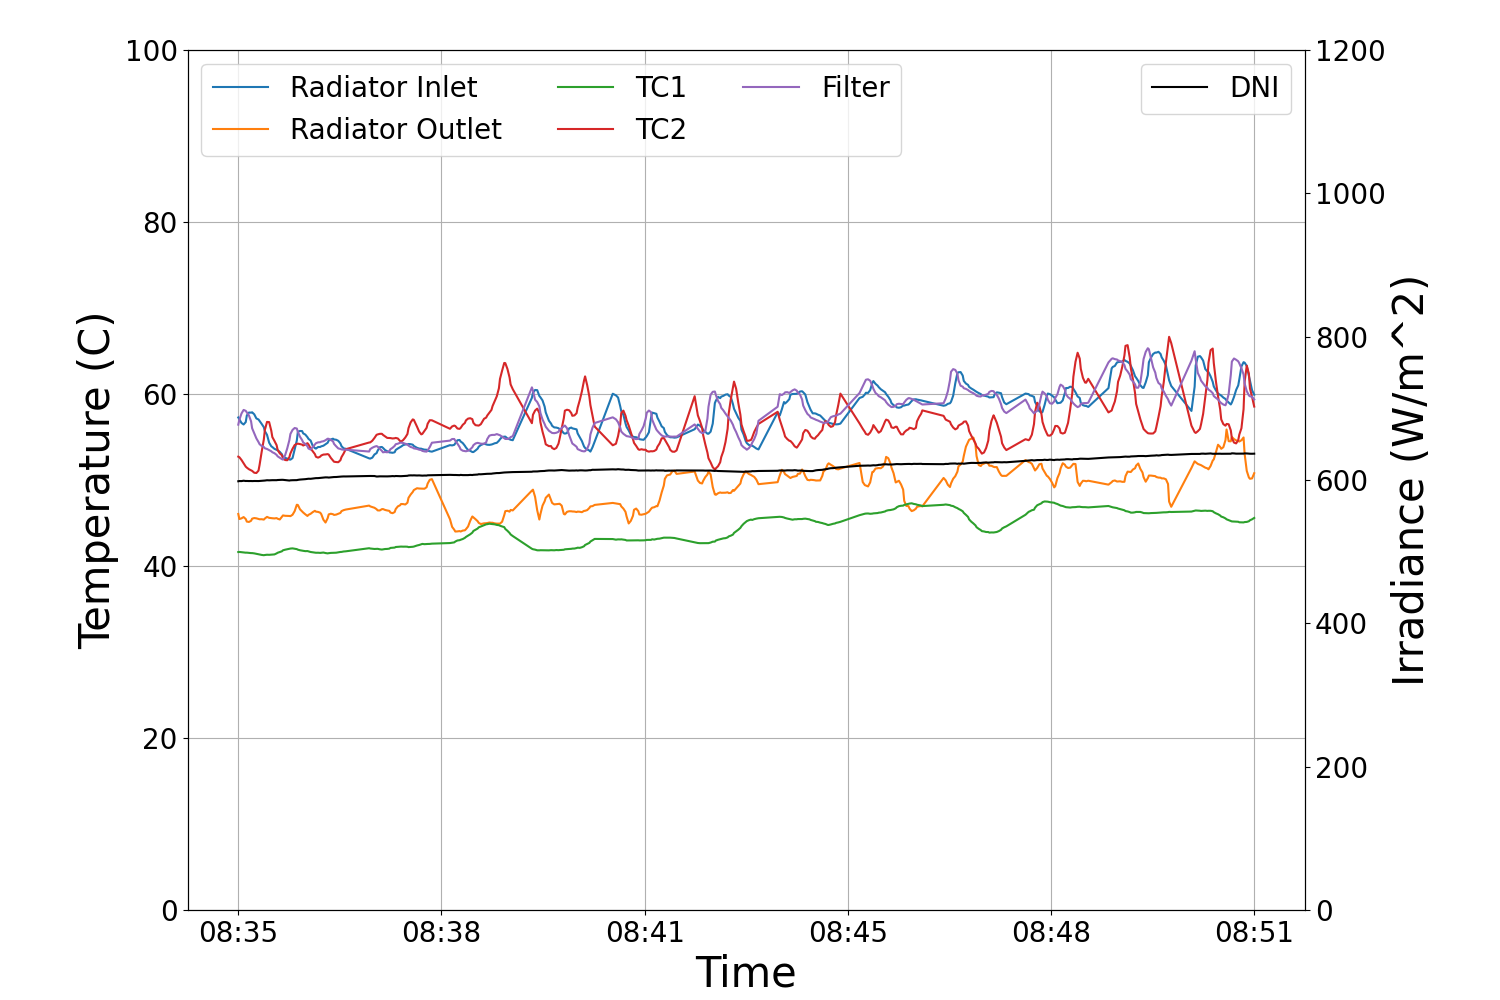 Radiator Inlet
Radiator Outlet
TC1
TC2
Filter
DNI
100
80
60
40
20
0
Temperature (C)
1200
1000
800
600
400
200
0
Irradiance (W/m^2)
08:35 08:38 08:41 08:45 08:48 08:51
Time